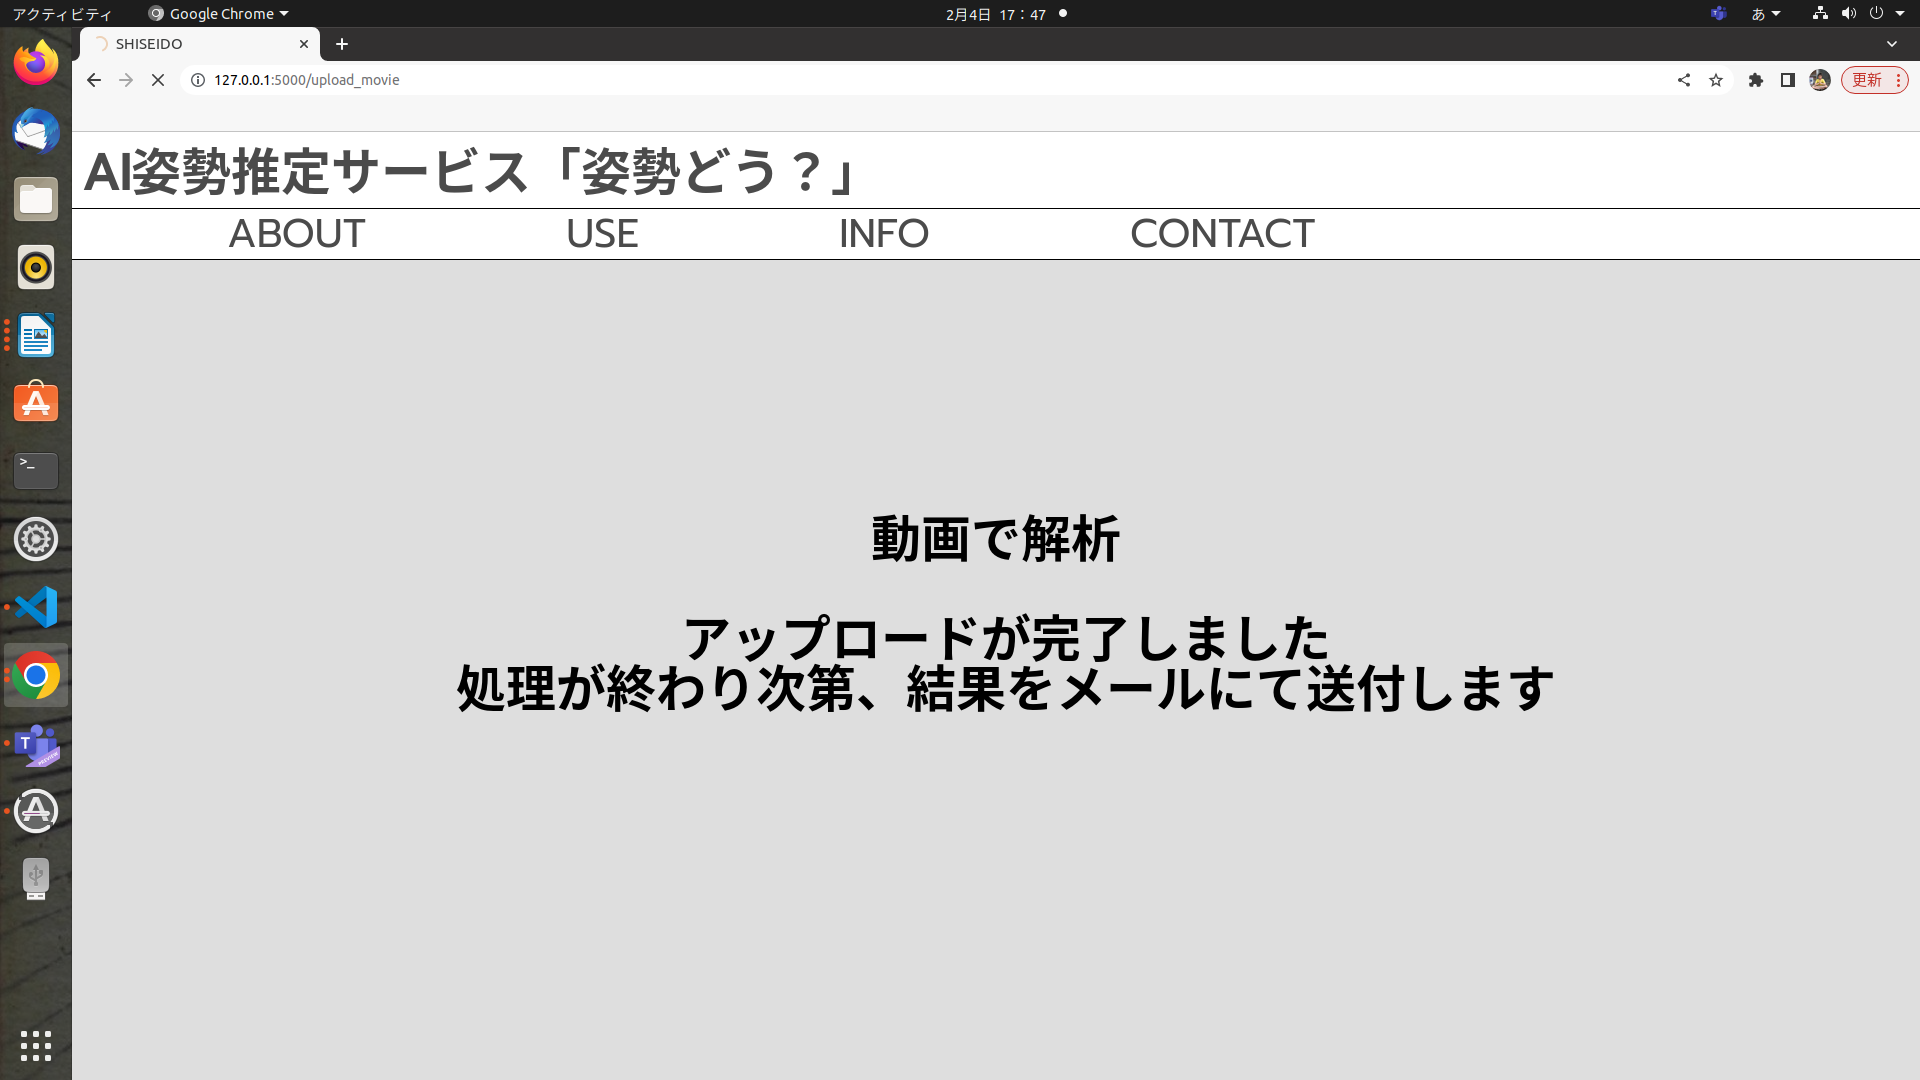 アクティビティ
Google Chrome
2月4日 17：47
あ
SHISEIDO
127.0.0.1:5000/upload_movie
更新
AI姿勢推定サービス「姿勢どう？」
ABOUT USE INFO CONTACT
動画で解析
アップロードが完了しました
処理が終わり次第、結果をメールにて送付します